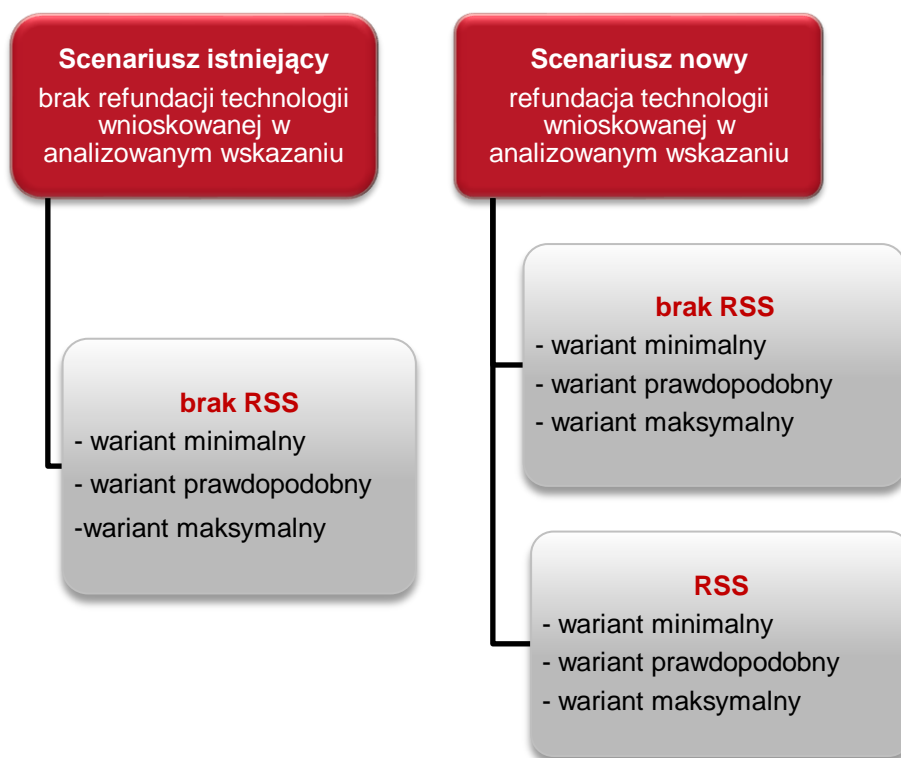 Scenariusz istniejący
brak refundacji technologii
wnioskowanej w
analizowanym wskazaniu
brak RSS
- wariant minimalny
- wariant prawdopodobny
-wariant maksymalny
Scenariusz nowy
refundacja technologii
wnioskowanej w
analizowanym wskazaniu
brak RSS
- wariant minimalny
- wariant prawdopodobny
- wariant maksymalny
RSS
- wariant minimalny
- wariant prawdopodobny
- wariant maksymalny